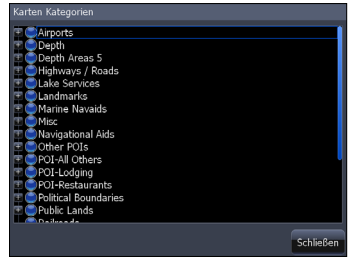 Karten Kategorien
Airports
Depth
Depth Areas 5
Highways / Roads
Lake Services
Landmarks
Marine Navaids
Misc
Navigational Aids
Other POIs
POI-All Others
POI-Lodging
POI-Restaurants
Political Boundaries
Public Lands
Railroads
Schließen